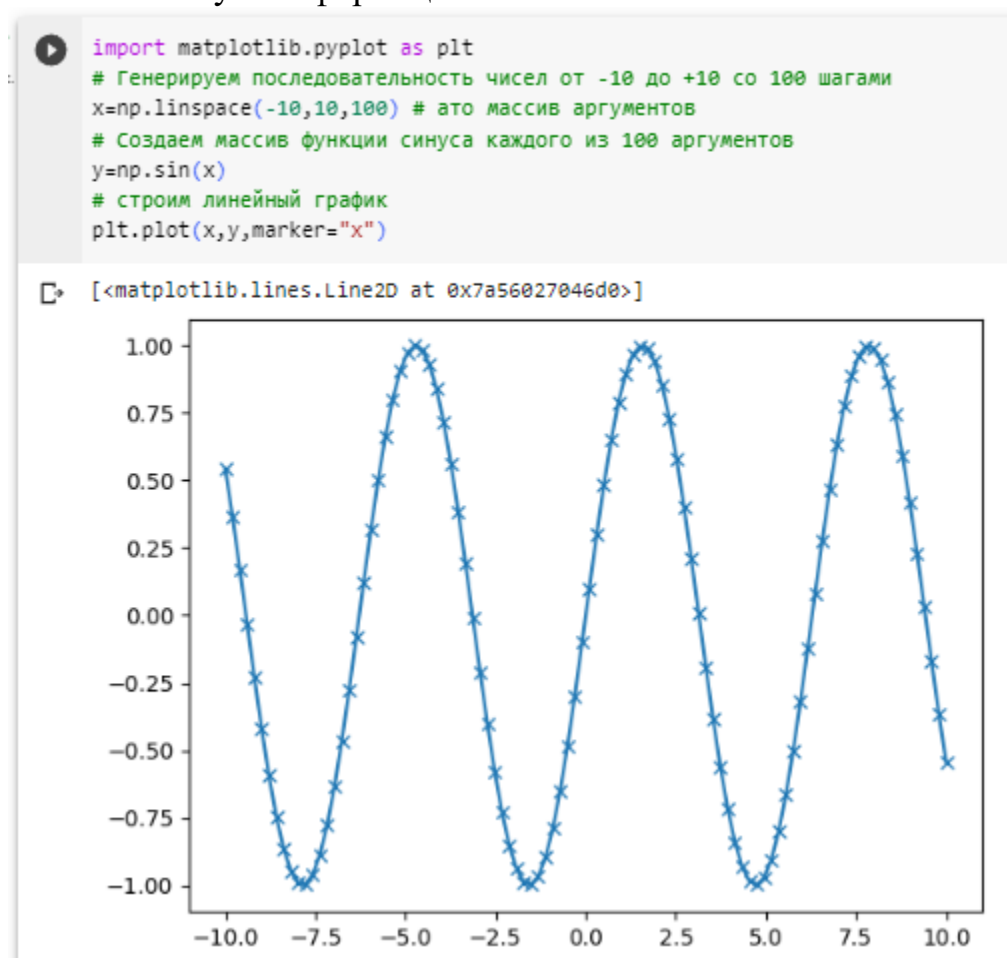 import matplotlib.pyplot as plt
# Генерируем последовательность чисел от -10 до +10 со 100 шагами
x=np.linspace(-10,10,100) # ато массив аргументов
# Создаем массив функции синуса каждого из 100 аргументов
y=np.sin(x)
# строим линейный график
plt.plot(x,y,marker="x")
[<matplotlib.lines.Line2D at 0x7a56027046d0>]
1.00
0.75
0.50
0.25
0.00
−0.25
−0.50
−0.75
−1.00
−10.0 −7.5 −5.0 −2.5 0.0 2.5 5.0 7.5 10.0